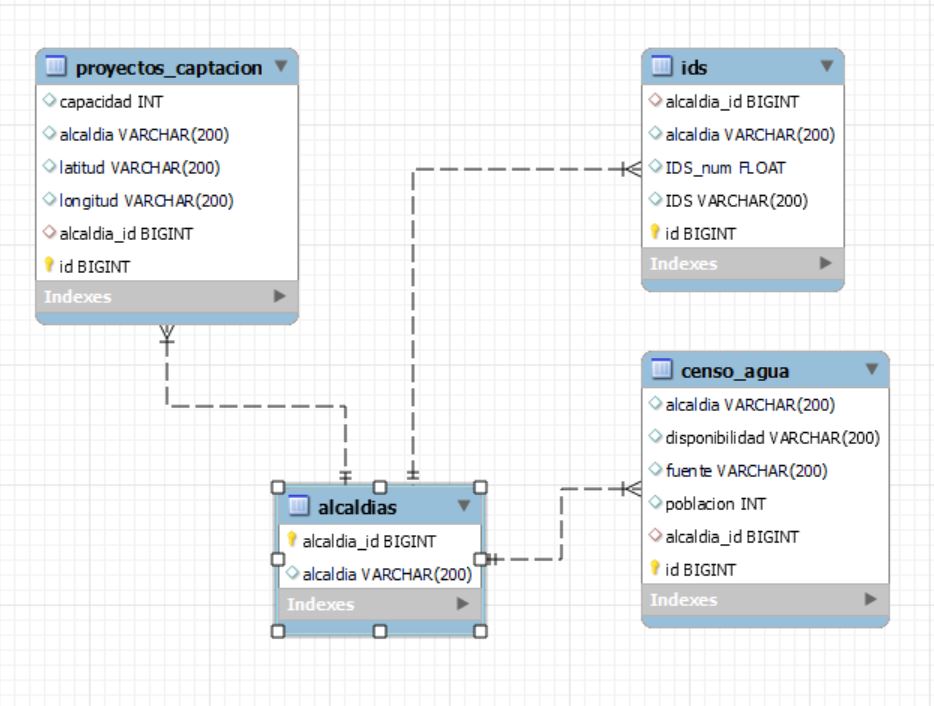 proyectos_captacion
capacidad INT
alcaldia VARCHAR(200)
latitud VARCHAR(200)
longitud VARCHAR(200)
alcaldia_id BIGINT
id BIGINT
Indexes
ids
alcaldia_id BIGINT
alcaldia VARCHAR(200)
IDS_num FLOAT
IDS VARCHAR(200)
id BIGINT
Indexes
censo_agua
alcaldia VARCHAR(200)
disponibilidad VARCHAR(200)
fuente VARCHAR(200)
poblacion INT
alcaldia_id BIGINT
id BIGINT
Indexes
alcaldias
alcaldia_id BIGINT
alcaldia VARCHAR(200)
Indexes